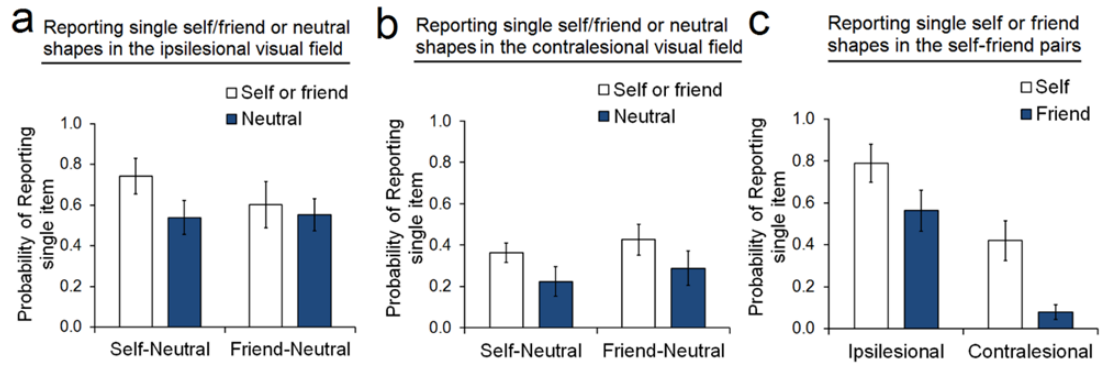 a
Reporting single self/friend or neutral
shapes in the ipsilesional visual field
Self or friend
Neutral
Probability of Reporting
single item
1.0
0.8
0.6
0.4
0.2
0.0
Self-Neutral Friend-Neutral
b
Reporting single self/friend or neutral
shapes in the contralesional visual field
Self or friend
Neutral
Probability of Reporting
single item
1.0
0.8
0.6
0.4
0.2
0.0
Self-Neutral Friend-Neutral
c
Reporting single self or friend
shapes in the self-friend pairs
Self
Friend
Probability of Reporting
single item
1.0
0.8
0.6
0.4
0.2
0.0
Ipsilesional Contralesional